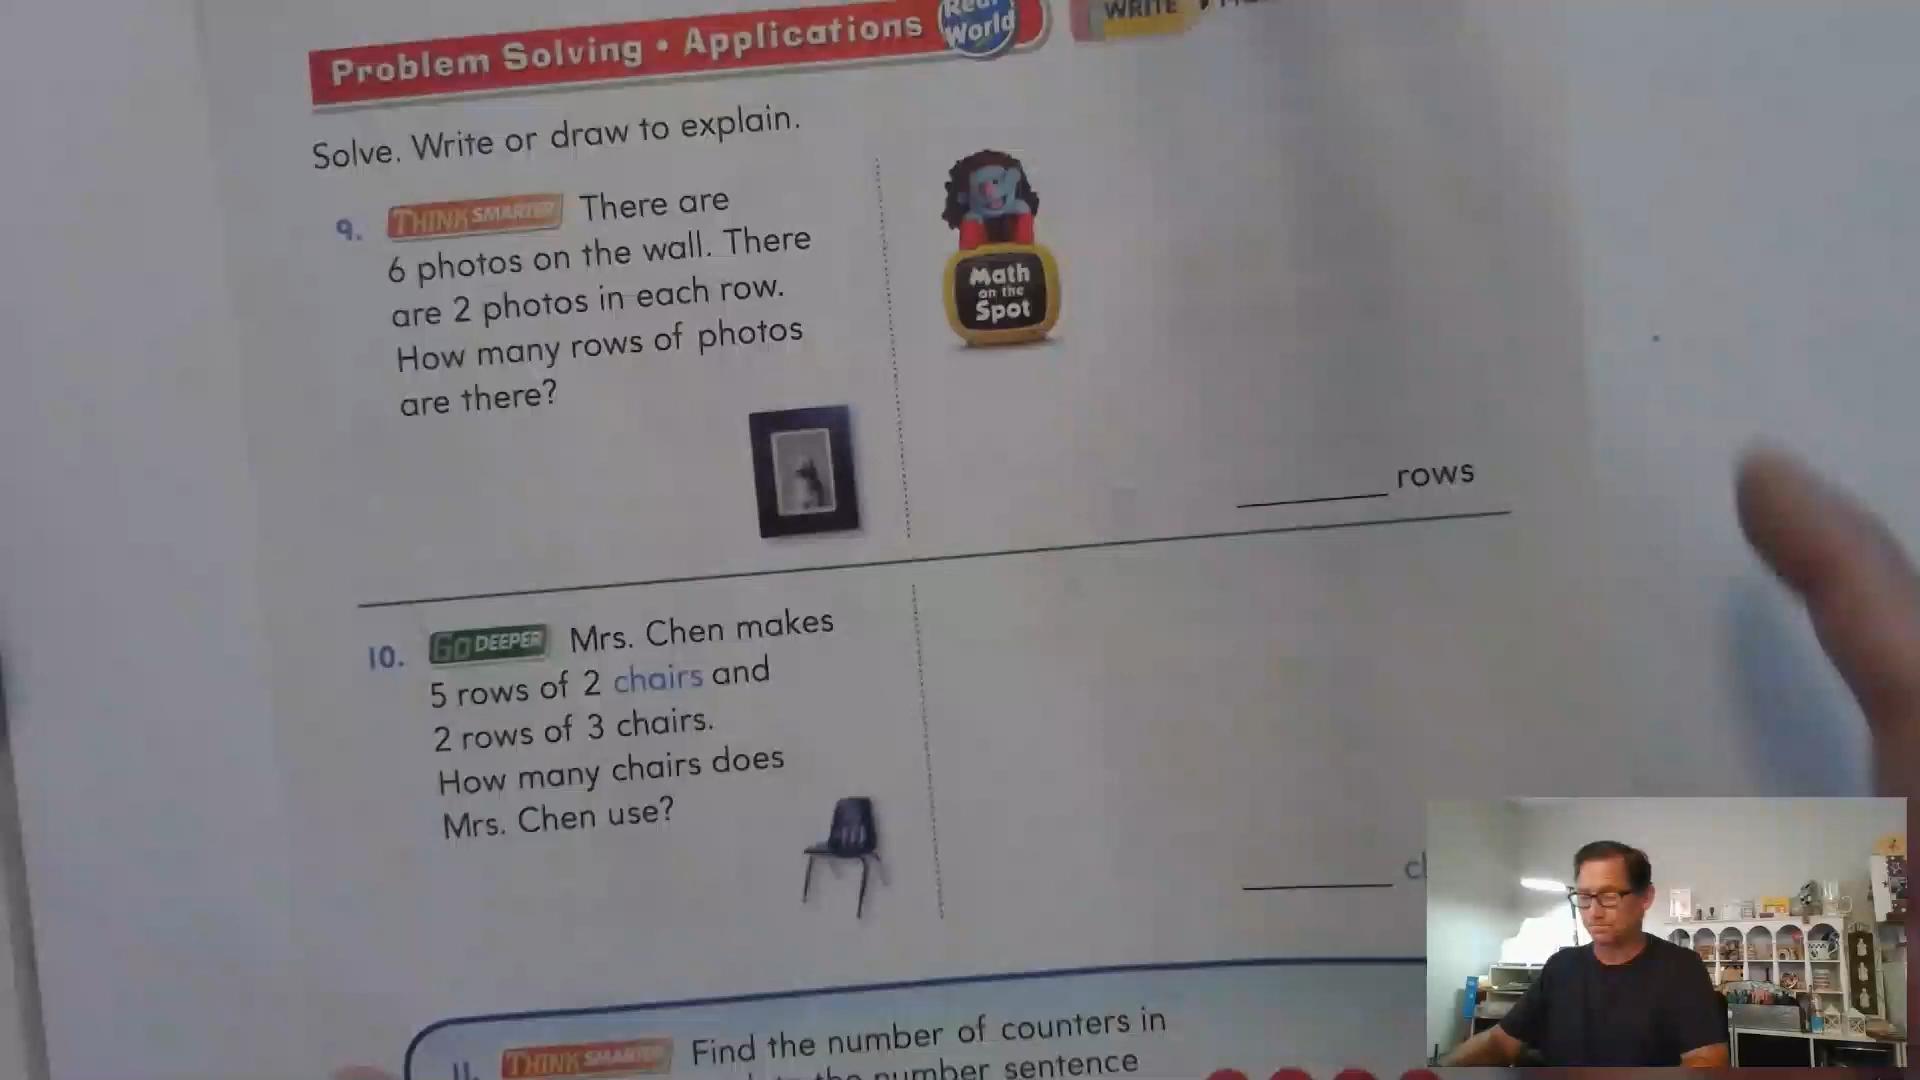 Problem Solving • Applications
Real World
WRITE
Solve. Write or draw to explain.
9. THINK SMARTER There are
6 photos on the wall. There
are 2 photos in each row.
How many rows of photos
are there?
Math
on the
Spot
rows
10. GO DEEPER Mrs. Chen makes
5 rows of 2 chairs and
2 rows of 3 chairs.
How many chairs does
Mrs. Chen use?
11. THINK SMARTER Find the number of counters in
the number sentence